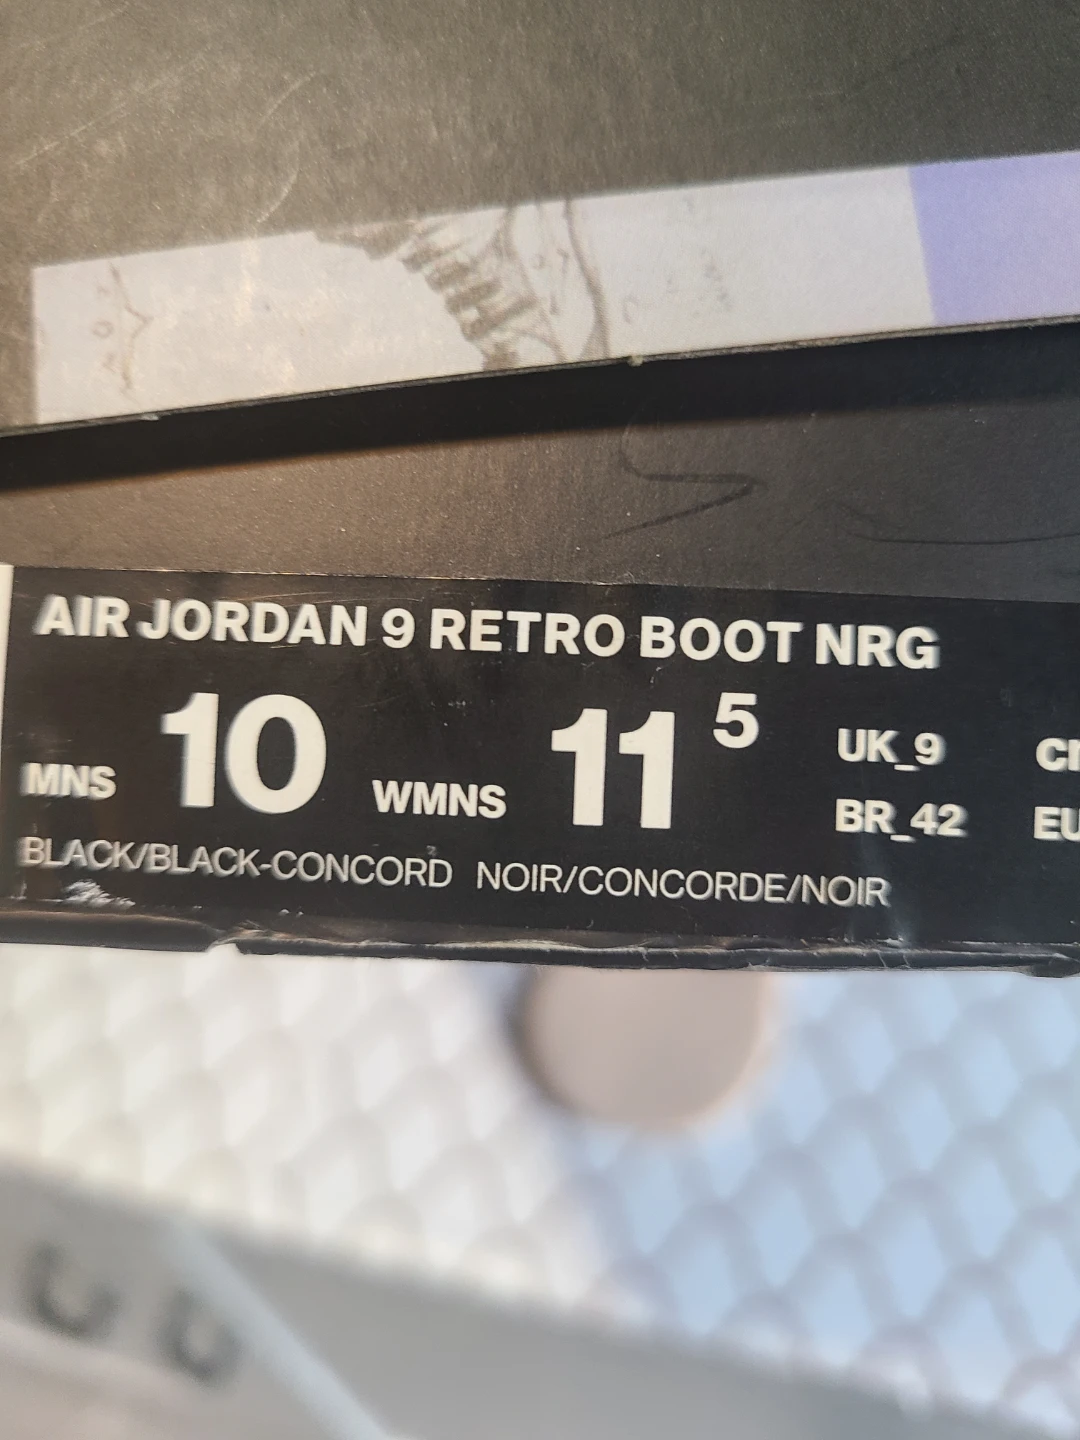 AIR JORDAN 9 RETRO BOOT NRG
MNS 10 WMNS 11 5 UK_9
BR_42 EU
BLACK/BLACK-CONCORD NOIR/CONCORDE/NOIR